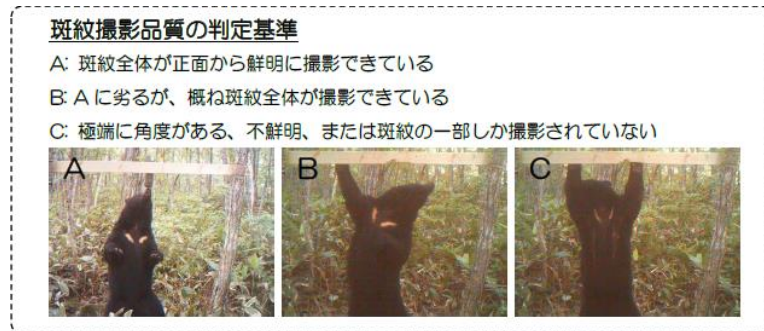 斑紋撮影品質の判定基準
A: 斑紋全体が正面から鮮明に撮影できている
B: A に劣るが、概ね斑紋全体が撮影できている
C: 極端に角度がある、不鮮明、または斑紋の一部しか撮影されていない
A B C